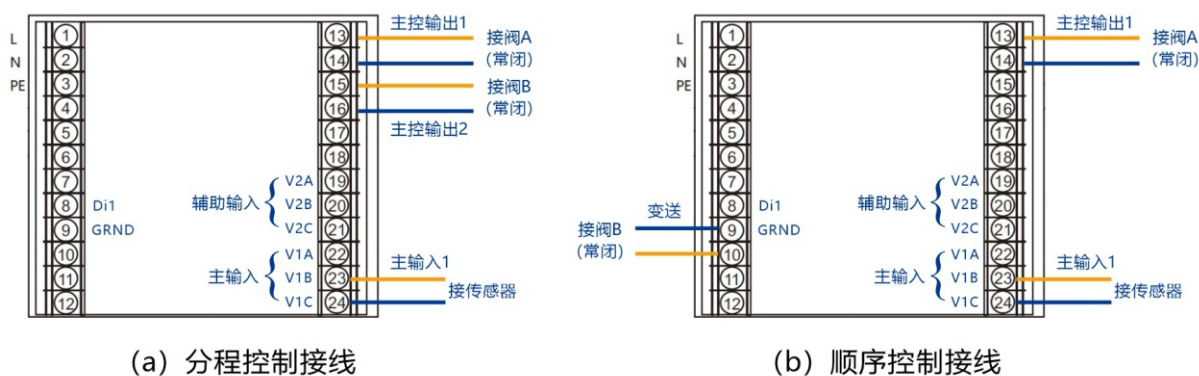 主控输出1
L ① ⑬ 接阀A
N ② ⑭ (常闭)
PE ③ ⑮ 接阀B
④ ⑯ (常闭)
⑤ ⑰ 主控输出2
⑥ ⑱
⑦ V2A ⑲
⑧ Di1 辅助输入 V2B ⑳
⑨ GRND V2C ㉑
⑩ V1A ㉒ 主输入1
⑪ 主输入 V1B ㉓
⑫ V1C ㉔ 接传感器
(a) 分程控制接线
主控输出1
L ① ⑬ 接阀A
N ② ⑭ (常闭)
PE ③ ⑮
④ ⑯
⑤ ⑰
⑥ ⑱
⑦ V2A ⑲
变送 ⑧ Di1 辅助输入 V2B ⑳
接阀B ⑨ GRND V2C ㉑
(常闭) ⑩ V1A ㉒ 主输入1
⑪ 主输入 V1B ㉓
⑫ V1C ㉔ 接传感器
(b) 顺序控制接线